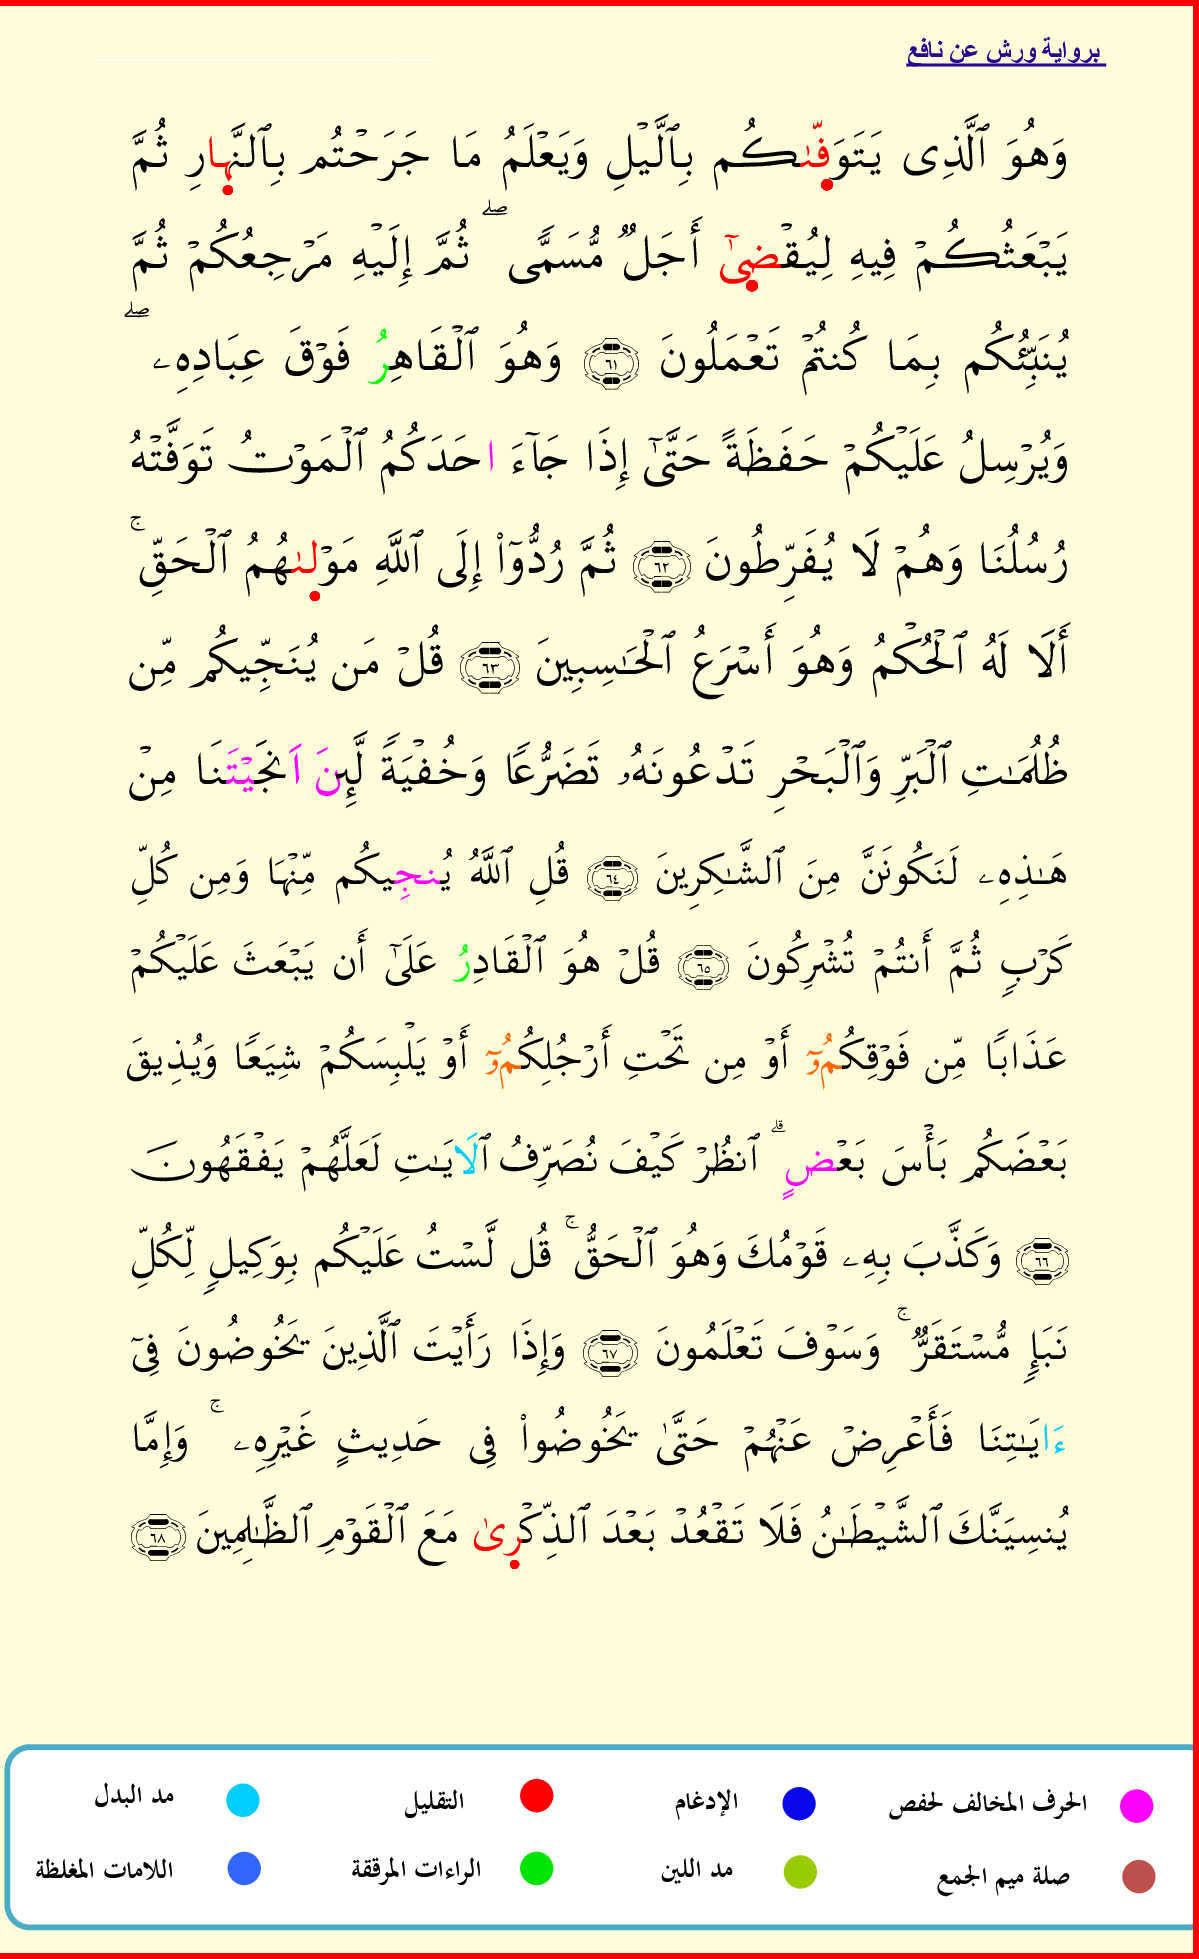 برواية ورش عن نافع
وَهُوَ ٱلَّذِى يَتَوَفّىٰكُم بِٱلَّيْلِ وَيَعْلَمُ مَا جَرَحْتُم بِٱلنَّهِارِ ثُمَّ
يَبْعَثُكُمْ فِيهِ لِيُقْضِىٰٓ أَجَلٌ مُّسَمًّى ۖ ثُمَّ إِلَيْهِ مَرْجِعُكُمْ ثُمَّ
يُنَبِّئُكُم بِمَا كُنتُمْ تَعْمَلُونَ ٦١ وَهُوَ ٱلْقَاهِرُ فَوْقَ عِبَادِهِۦ ۖ
وَيُرْسِلُ عَلَيْكُمْ حَفَظَةً حَتَّىٰٓ إِذَا جَآءَ احَدَكُمُ ٱلْمَوْتُ تَوَفَّتْهُ
رُسُلُنَا وَهُمْ لَا يُفَرِّطُونَ ٦٢ ثُمَّ رُدُّوٓا۟ إِلَى ٱللَّهِ مَوْلىٰهُمُ ٱلْحَقِّ ۚ
أَلَا لَهُ ٱلْحُكْمُ وَهُوَ أَسْرَعُ ٱلْحَـٰسِبِينَ ٦٣ قُلْ مَن يُنَجِّيكُم مِّن
ظُلُمَـٰتِ ٱلْبَرِّ وَٱلْبَحْرِ تَدْعُونَهُۥ تَضَرُّعًا وَخُفْيَةً لَّئِنَ اَنجَيْتَنَا مِنْ
هَـٰذِهِۦ لَنَكُونَنَّ مِنَ ٱلشَّـٰكِرِينَ ٦٤ قُلِ ٱللَّهُ يُنجِيكُم مِّنْهَا وَمِن كُلِّ
كَرْبٍ ثُمَّ أَنتُمْ تُشْرِكُونَ ٦٥ قُلْ هُوَ ٱلْقَادِرُ عَلَىٰٓ أَن يَبْعَثَ عَلَيْكُمْ
عَذَابًا مِّن فَوْقِكُمُۥٓ أَوْ مِن تَحْتِ أَرْجُلِكُمُۥٓ أَوْ يَلْبِسَكُمْ شِيَعًا وَيُذِيقَ
بَعْضَكُم بَأْسَ بَعْضٍ ۗ ٱنظُرْ كَيْفَ نُصَرِّفُ ٱلَايَـٰتِ لَعَلَّهُمْ يَفْقَهُونَ
٦٦ وَكَذَّبَ بِهِۦ قَوْمُكَ وَهُوَ ٱلْحَقُّ ۚ قُل لَّسْتُ عَلَيْكُم بِوَكِيلٍ لِّكُلِّ
نَبَإٍ مُّسْتَقَرٌّ ۚ وَسَوْفَ تَعْلَمُونَ ٦٧ وَإِذَا رَأَيْتَ ٱلَّذِينَ يَخُوضُونَ فِىٓ
ءَايَـٰتِنَا فَأَعْرِضْ عَنْهُمْ حَتَّىٰ يَخُوضُوا۟ فِى حَدِيثٍ غَيْرِهِۦ ۚ وَإِمَّا
يُنسِيَنَّكَ ٱلشَّيْطَـٰنُ فَلَا تَقْعُدْ بَعْدَ ٱلذِّكْرِىٰ مَعَ ٱلْقَوْمِ ٱلظَّـٰلِمِينَ ٦٨
الحرف المخالف لحفص الإدغام التقليل مد البدل
صلة ميم الجمع مد اللين الراءات المرققة اللامات المغلظة